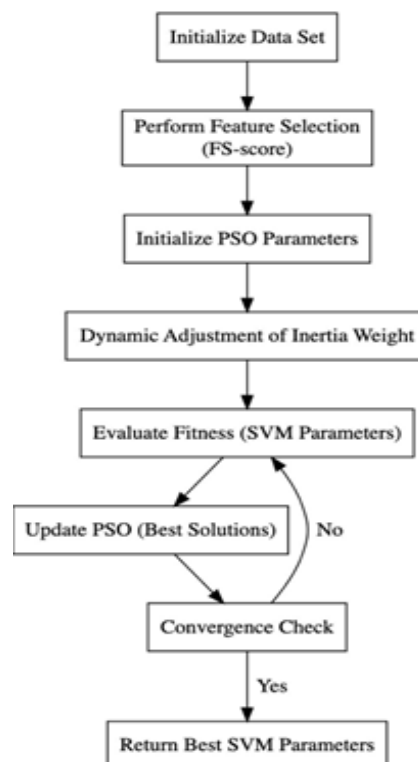 Initialize Data Set
Perform Feature Selection
(FS-score)
Initialize PSO Parameters
Dynamic Adjustment of Inertia Weight
Evaluate Fitness (SVM Parameters)
Update PSO (Best Solutions)
No
Convergence Check
Yes
Return Best SVM Parameters